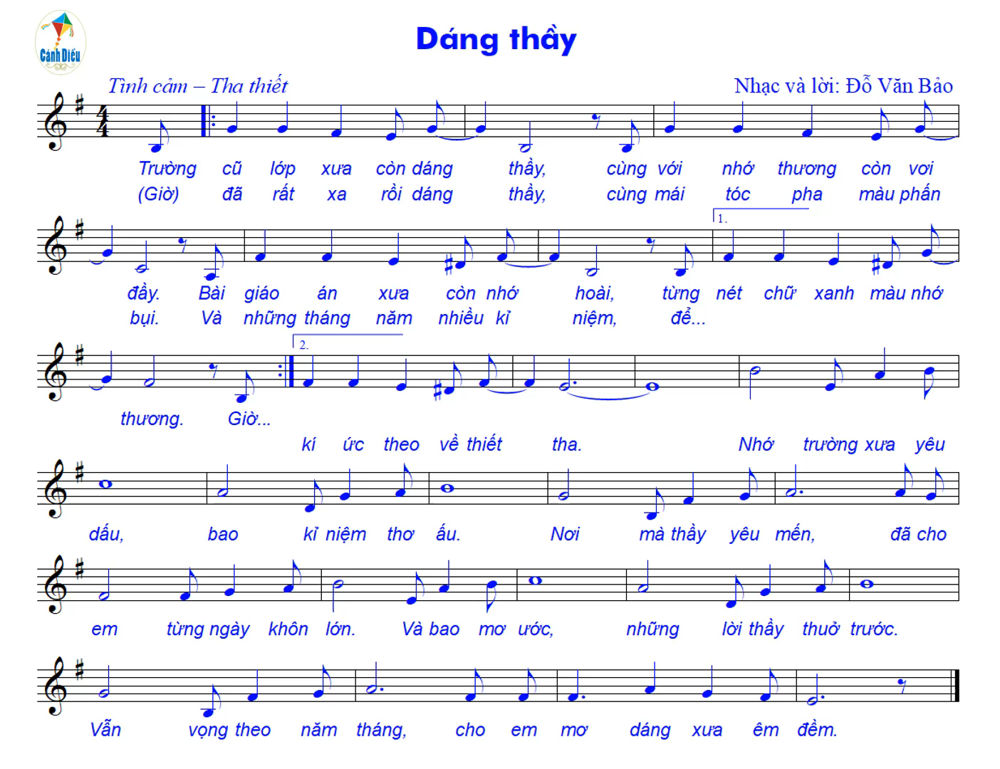 Cánh Diều
Dáng thầy
Tình cảm – Tha thiết
Nhạc và lời: Đỗ Văn Bảo
4
4
Trường cũ lớp xưa còn dáng thầy, cùng với nhớ thương còn vơi
(Giờ) đã rất xa rồi dáng thầy, cùng mái tóc pha màu phấn
1.
đầy. Bài giáo án xưa còn nhớ hoài, từng nét chữ xanh màu nhớ
bụi. Và những tháng năm nhiều kỉ niệm, để...
2.
thương. Giờ...
kí ức theo về thiết tha. Nhớ trường xưa yêu
dấu, bao kỉ niệm thơ ấu. Nơi mà thầy yêu mến, đã cho
em từng ngày khôn lớn. Và bao mơ ước, những lời thầy thuở trước.
Vẫn vọng theo năm tháng, cho em mơ dáng xưa êm đềm.